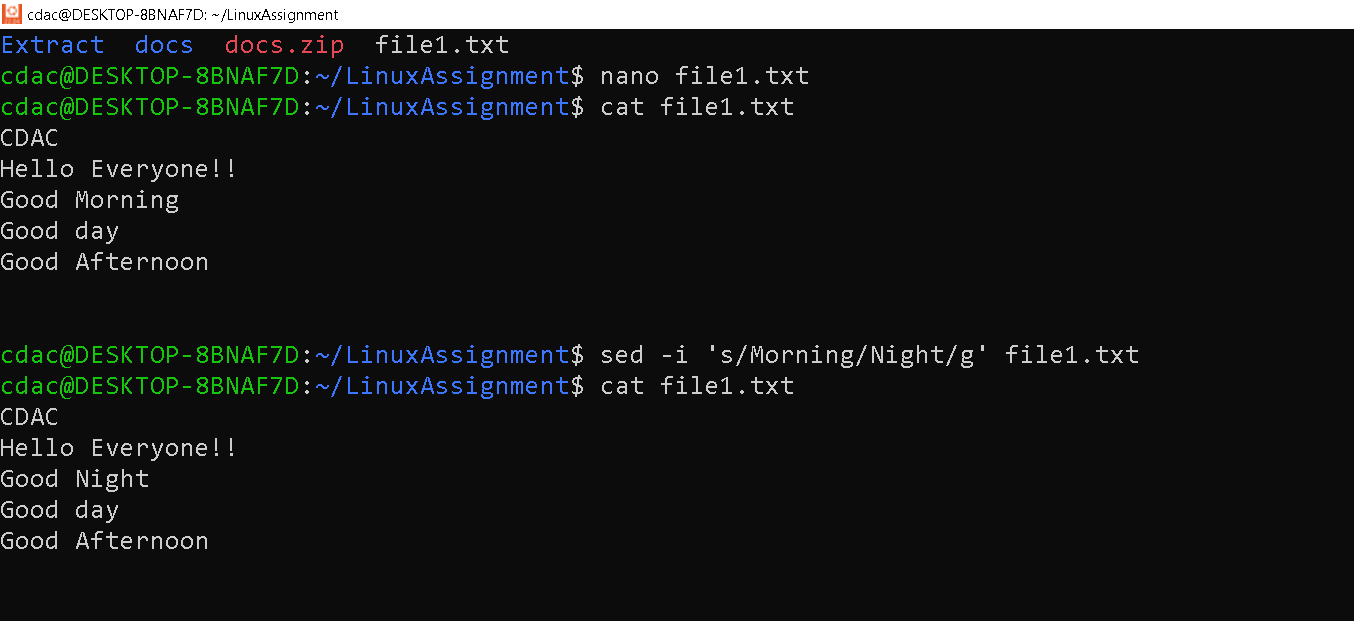 cdac@DESKTOP-8BNAF7D: ~/LinuxAssignment
Extract  docs  docs.zip  file1.txt
cdac@DESKTOP-8BNAF7D:~/LinuxAssignment$ nano file1.txt
cdac@DESKTOP-8BNAF7D:~/LinuxAssignment$ cat file1.txt
CDAC
Hello Everyone!!
Good Morning
Good day
Good Afternoon
cdac@DESKTOP-8BNAF7D:~/LinuxAssignment$ sed -i 's/Morning/Night/g' file1.txt
cdac@DESKTOP-8BNAF7D:~/LinuxAssignment$ cat file1.txt
CDAC
Hello Everyone!!
Good Night
Good day
Good Afternoon